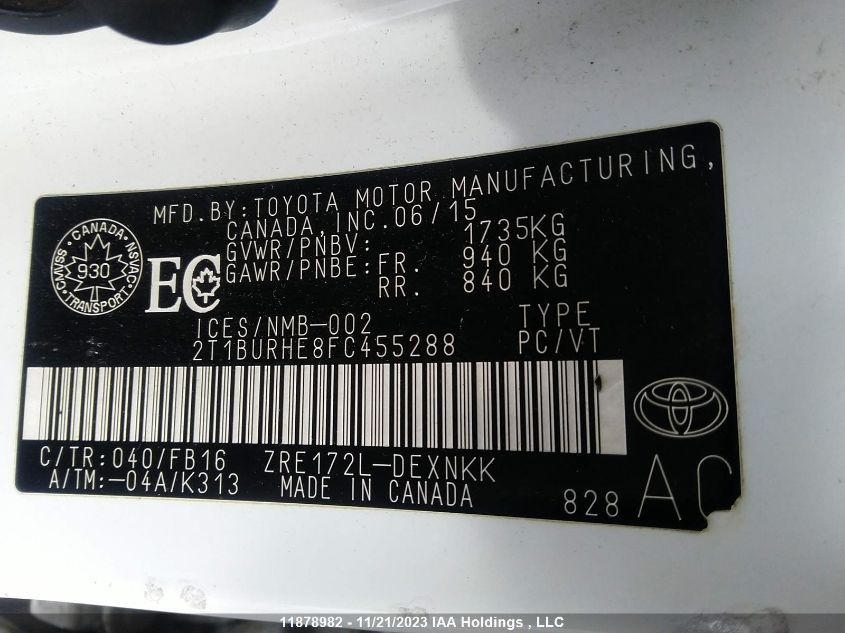 MFD.BY:TOYOTA MOTOR MANUFACTURING,
CANADA,INC.06/15
GVWR/PNBV: 1735KG
GAWR/PNBE:FR. 940 KG
RR. 840 KG
CANADA
CMVSS 930 NSVAC
TRANSPORT
EC
ICES/NMB-002 TYPE
2T1BURHE8FC455288 PC/VT
C/TR:040/FB16 ZRE172L-DEXNKK
A/TM:-04A/K313 MADE IN CANADA 828 AC
11878982 - 11/21/2023 IAA Holdings , LLC